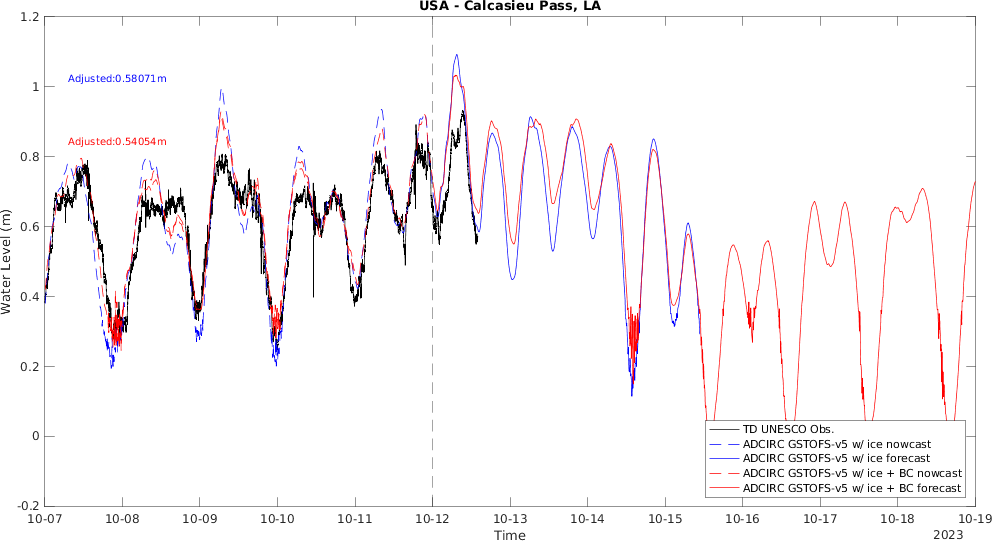 USA - Calcasieu Pass, LA
1.2
1
0.8
0.6
0.4
0.2
0
-0.2
Water Level (m)
Adjusted:0.58071m
Adjusted:0.54054m
TD UNESCO Obs.
ADCIRC GSTOFS-v5 w/ ice nowcast
ADCIRC GSTOFS-v5 w/ ice forecast
ADCIRC GSTOFS-v5 w/ ice + BC nowcast
ADCIRC GSTOFS-v5 w/ ice + BC forecast
10-07 10-08 10-09 10-10 10-11 10-12 10-13 10-14 10-15 10-16 10-17 10-18 10-19
Time
2023